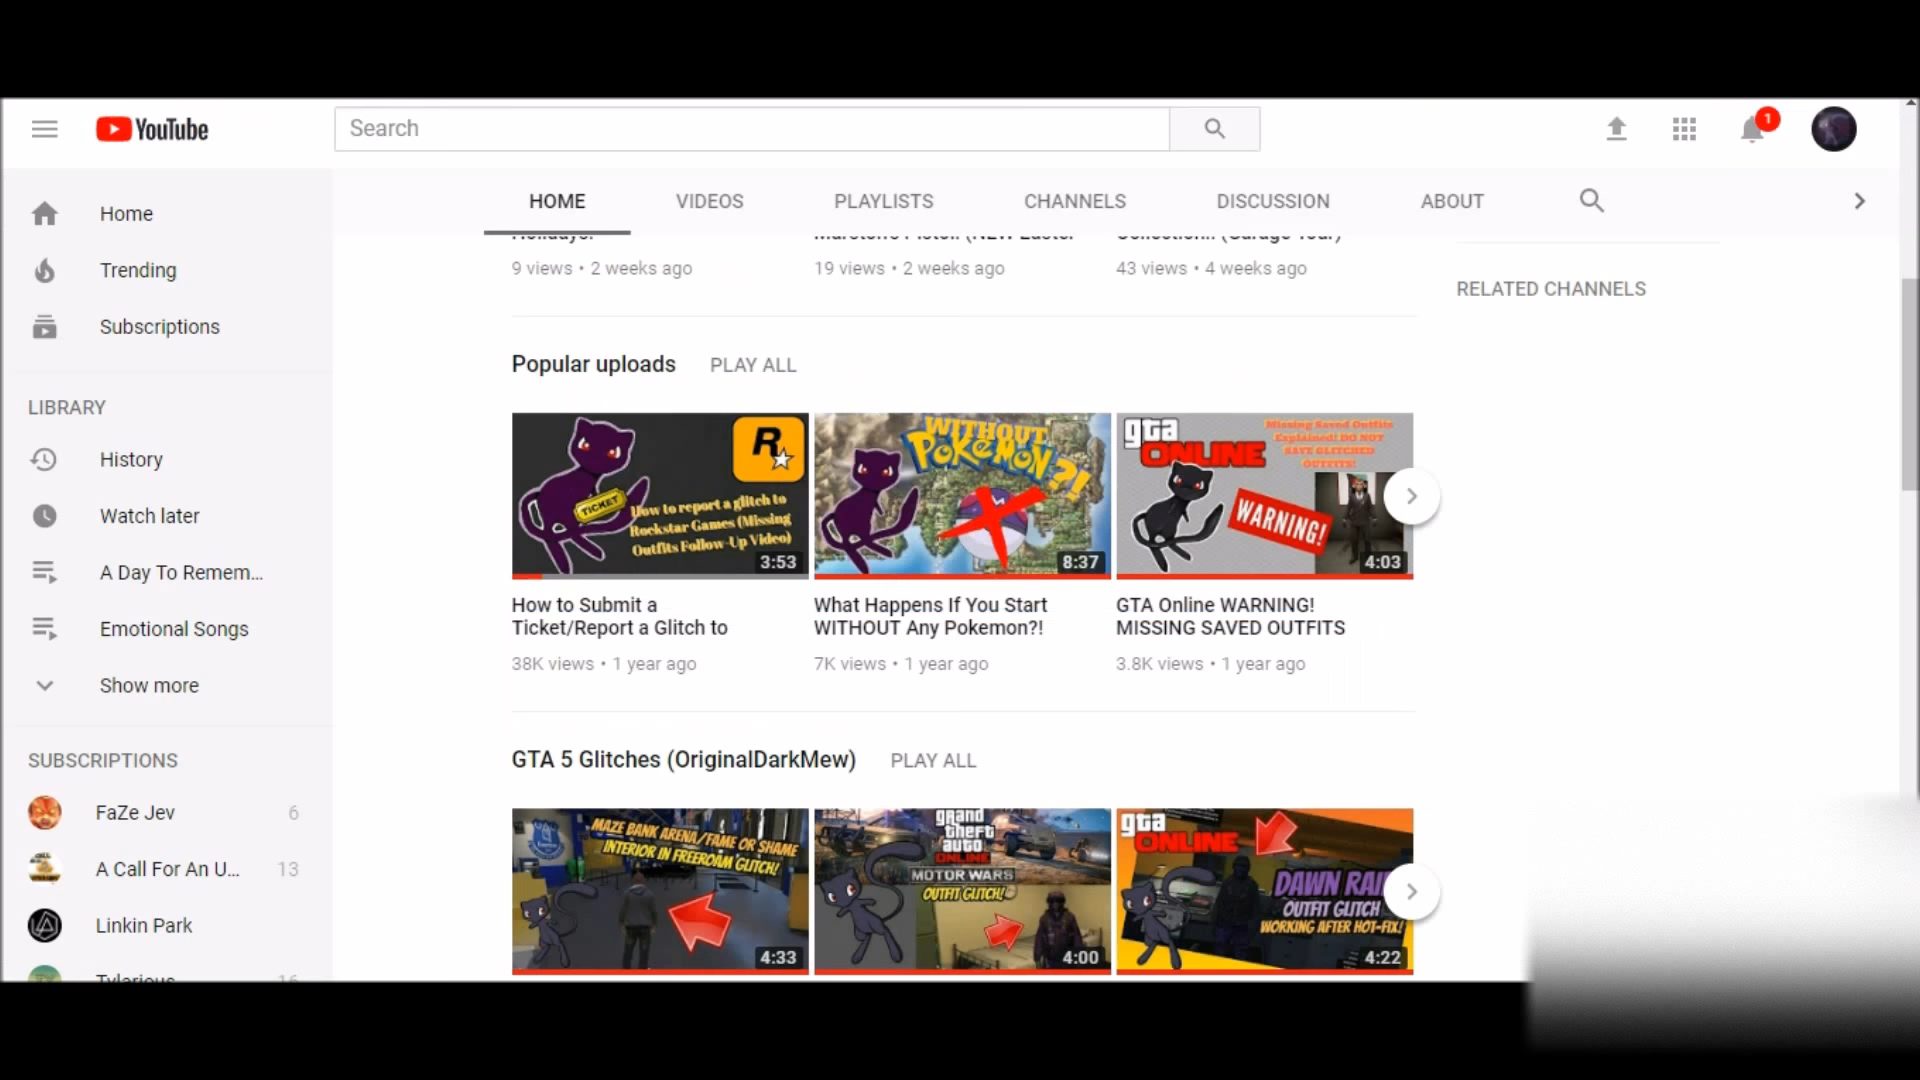 YouTube
Search
1
HOME
VIDEOS
PLAYLISTS
CHANNELS
DISCUSSION
ABOUT
Home
Trending
Subscriptions
LIBRARY
History
Watch later
A Day To Remem...
Emotional Songs
Show more
SUBSCRIPTIONS
FaZe Jev 6
A Call For An U... 13
Linkin Park
9 views • 2 weeks ago
19 views • 2 weeks ago
43 views • 4 weeks ago
RELATED CHANNELS
Popular uploads PLAY ALL
R
TICKET
How to report a glitch to
Rockstar Games (Missing
Outfits Follow-Up Video)
3:53
WITHOUT
POKéMON?!
8:37
gta
ONLINE
Missing Saved Outfits
Explained! DO NOT
SAVE GLITCHED
OUTFITS!
WARNING!
4:03
How to Submit a
Ticket/Report a Glitch to
38K views • 1 year ago
What Happens If You Start
WITHOUT Any Pokemon?!
7K views • 1 year ago
GTA Online WARNING!
MISSING SAVED OUTFITS
3.8K views • 1 year ago
GTA 5 Glitches (OriginalDarkMew) PLAY ALL
MAZE BANK ARENA/FAME OR SHAME
INTERIOR IN FREEROAM GLITCH!
4:33
grand
theft
auto
ONLINE
MOTOR WARS
OUTFIT GLITCH!
4:00
gta
ONLINE
DAWN RAI
OUTFIT GLITCH
WORKING AFTER HOT-FIX!
4:22